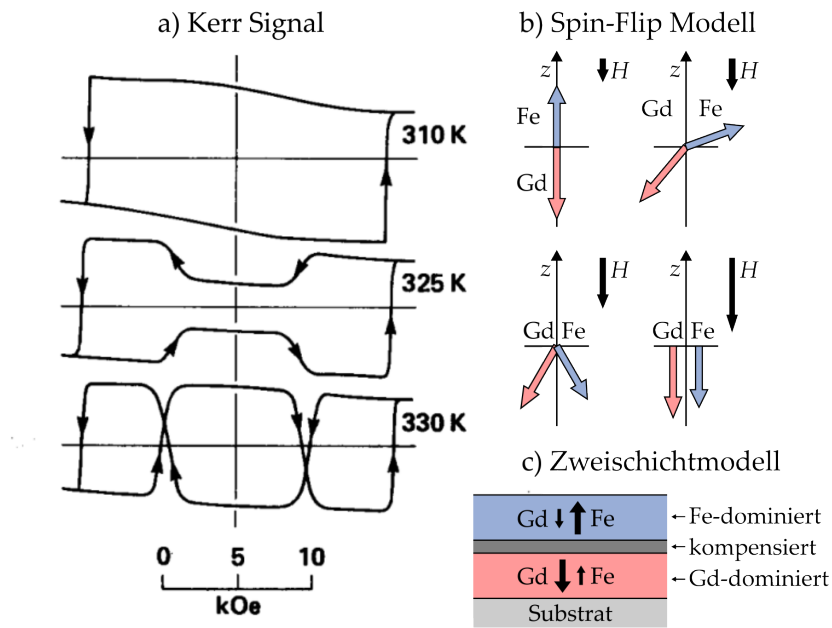 a) Kerr Signal
310 K
325 K
330 K
0 5 10
kOe
b) Spin-Flip Modell
z H z H
Fe Gd Fe
Gd
z H z H
Gd Fe Gd Fe
c) Zweischichtmodell
Gd Fe ←Fe-dominiert
←kompensiert
Gd Fe ←Gd-dominiert
Substrat